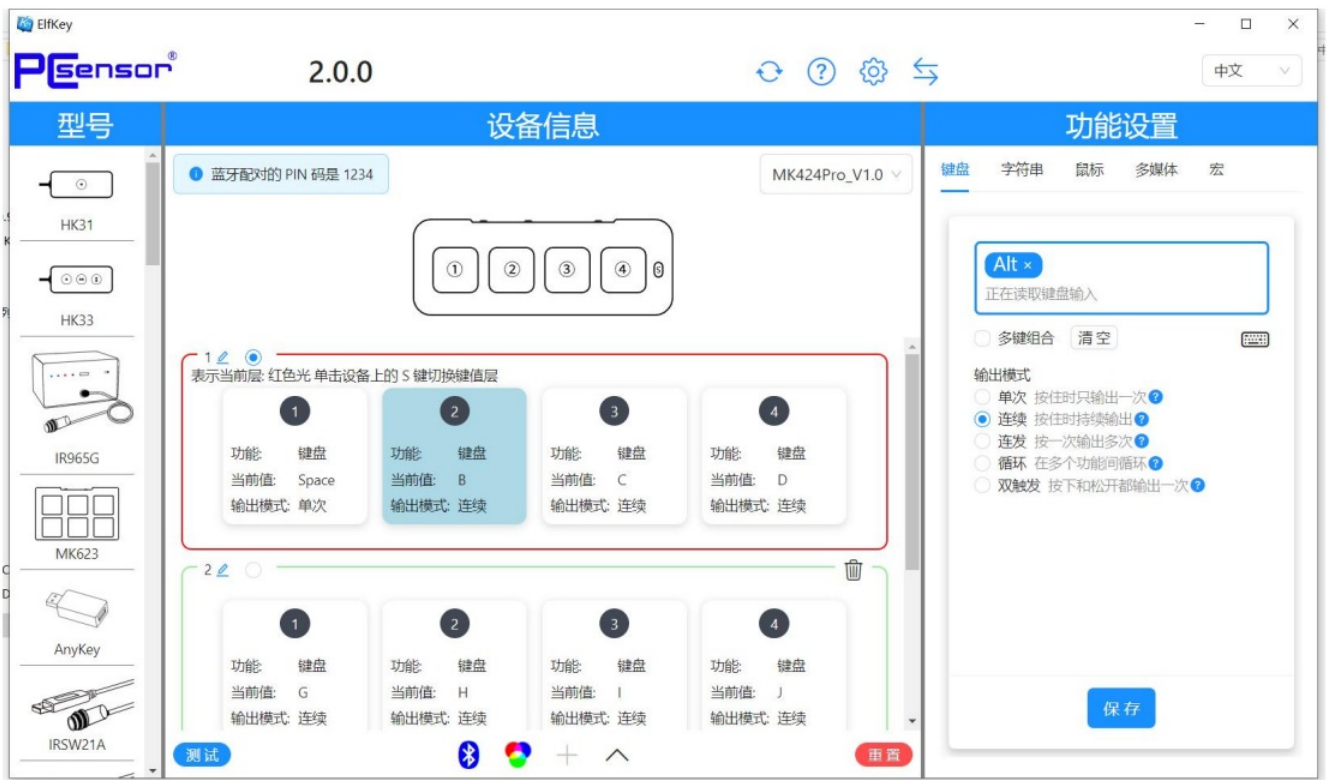 ElfKey
PCsensor®
2.0.0
中文
型号
设备信息
功能设置
HK31
HK33
IR965G
MK623
AnyKey
IRSW21A
蓝牙配对的 PIN 码是 1234
MK424Pro_V1.0
① ② ③ ④ S
1
表示当前层: 红色光 单击设备上的 S 键切换键值层
1 2 3 4
功能: 键盘 功能: 键盘 功能: 键盘 功能: 键盘
当前值: Space 当前值: B 当前值: C 当前值: D
输出模式: 单次 输出模式: 连续 输出模式: 连续 输出模式: 连续
2
1 2 3 4
功能: 键盘 功能: 键盘 功能: 键盘 功能: 键盘
当前值: G 当前值: H 当前值: I 当前值: J
输出模式: 连续 输出模式: 连续 输出模式: 连续 输出模式: 连续
测试
重置
键盘 字符串 鼠标 多媒体 宏
Alt ×
正在读取键盘输入
多键组合 清空
输出模式
单次 按住时只输出一次
连续 按住时持续输出
连发 按一次输出多次
循环 在多个功能间循环
双触发 按下和松开都输出一次
保存